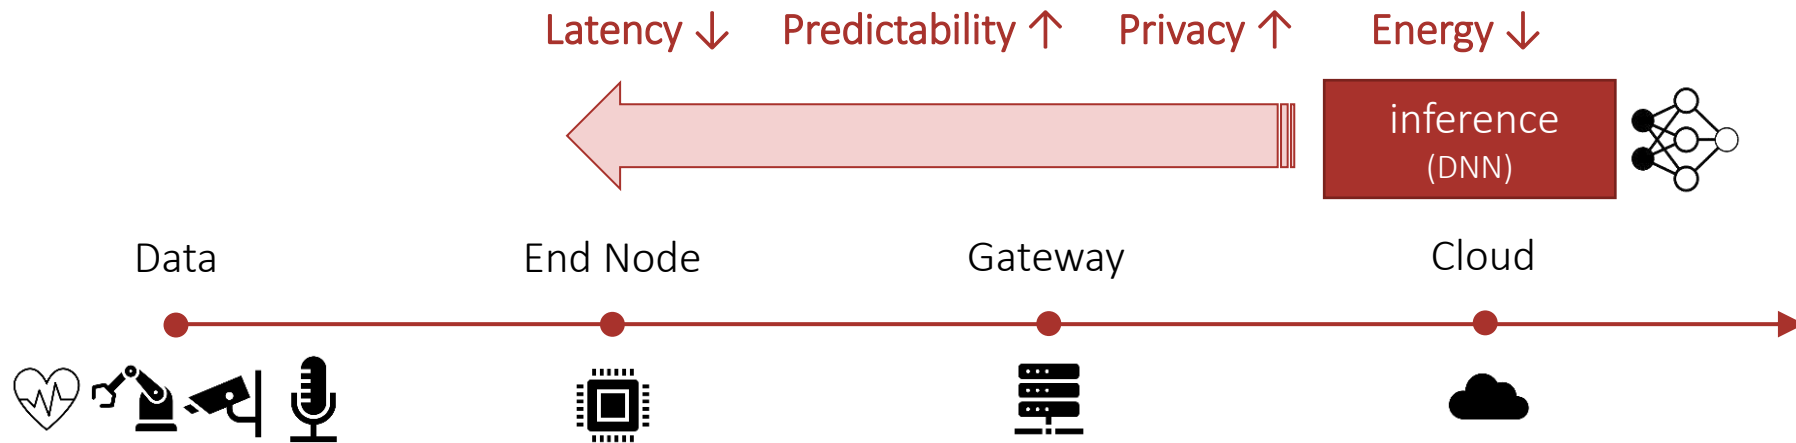 Latency ↓ Predictability ↑ Privacy ↑ Energy ↓
inference
(DNN)
Data End Node Gateway Cloud